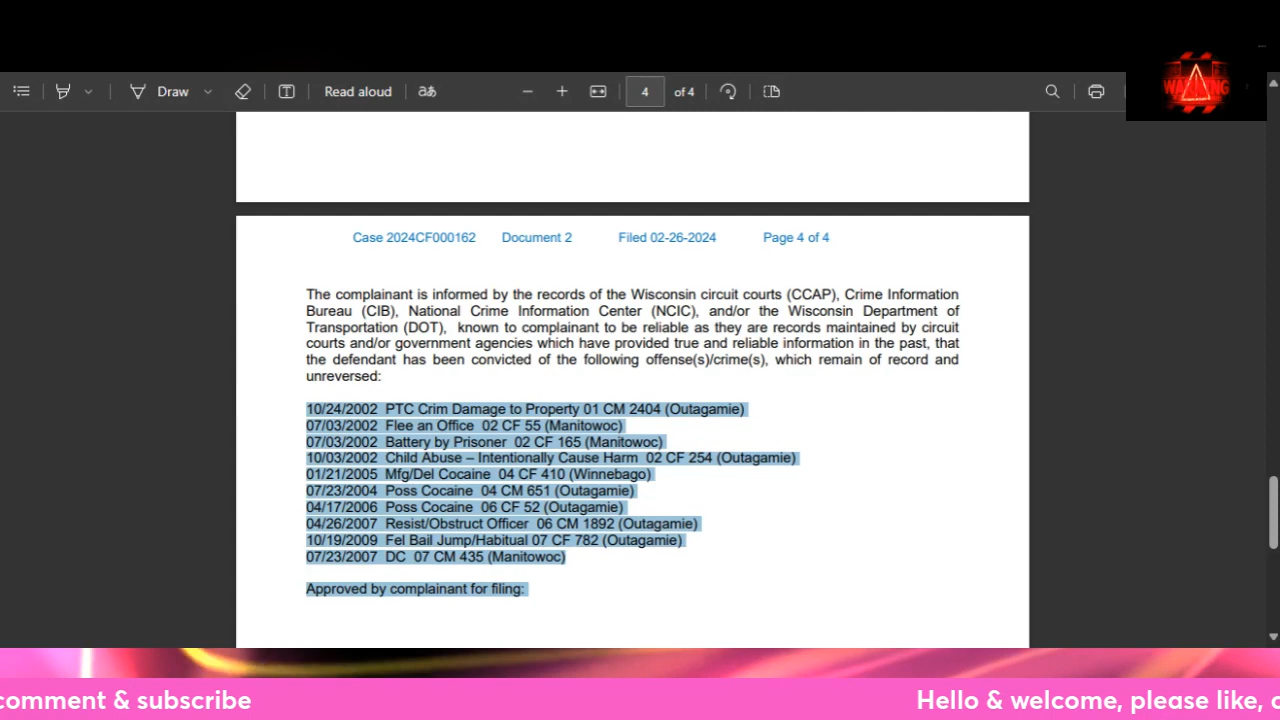 Draw
Read aloud
aあ
4
of 4
WARNING
Case 2024CF000162 Document 2 Filed 02-26-2024 Page 4 of 4
The complainant is informed by the records of the Wisconsin circuit courts (CCAP), Crime Information
Bureau (CIB), National Crime Information Center (NCIC), and/or the Wisconsin Department of
Transportation (DOT), known to complainant to be reliable as they are records maintained by circuit
courts and/or government agencies which have provided true and reliable information in the past, that
the defendant has been convicted of the following offense(s)/crime(s), which remain of record and
unreversed:
10/24/2002 PTC Crim Damage to Property 01 CM 2404 (Outagamie)
07/03/2002 Flee an Office 02 CF 55 (Manitowoc)
07/03/2002 Battery by Prisoner 02 CF 165 (Manitowoc)
10/03/2002 Child Abuse – Intentionally Cause Harm 02 CF 254 (Outagamie)
01/21/2005 Mfg/Del Cocaine 04 CF 410 (Winnebago)
07/23/2004 Poss Cocaine 04 CM 651 (Outagamie)
04/17/2006 Poss Cocaine 06 CF 52 (Outagamie)
04/26/2007 Resist/Obstruct Officer 06 CM 1892 (Outagamie)
10/19/2009 Fel Bail Jump/Habitual 07 CF 782 (Outagamie)
07/23/2007 DC 07 CM 435 (Manitowoc)
Approved by complainant for filing:
comment & subscribe
Hello & welcome, please like, c